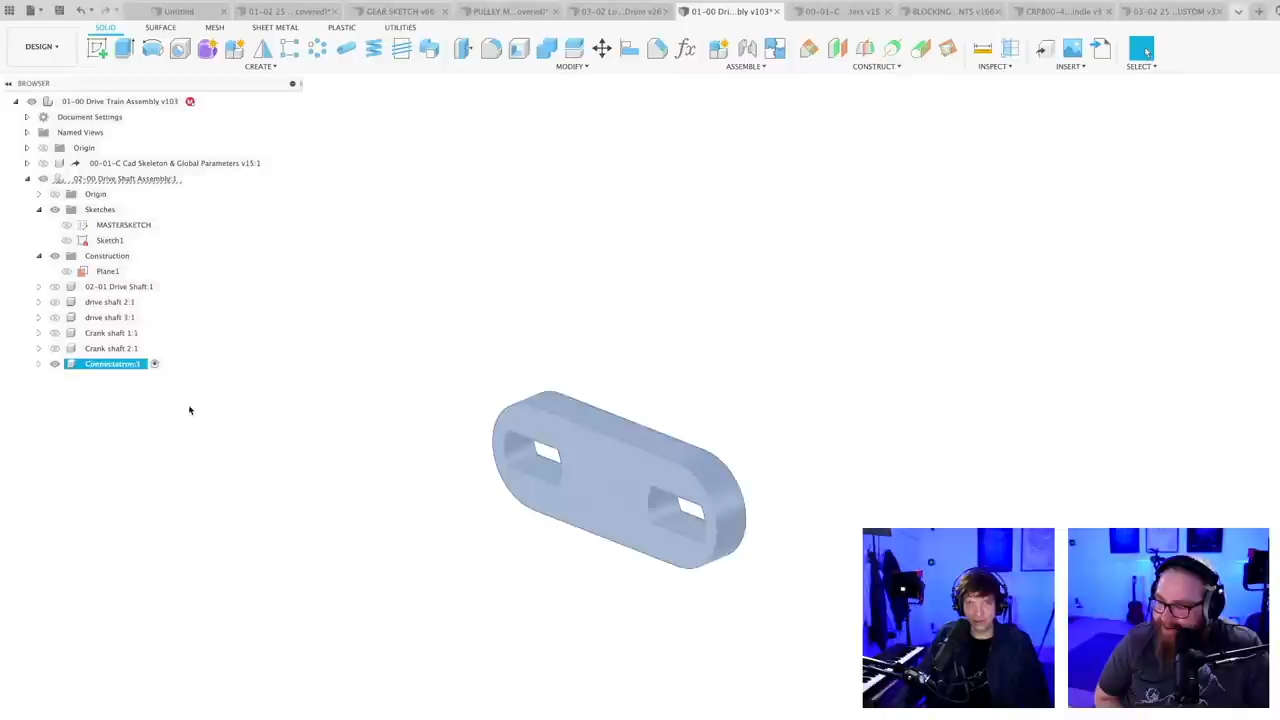 Untitled
01-02 25 ...covered)*
GEAR SKETCH v66
PULLEY M...overed)*
03-02 Lo...Drum v26
01-00 Dri...bly v103*
00-01-C ...ters v15
BLOCKING...NTS v166
CRP800-4...indle v3
03-02 25...USTOM v3
SOLID
SURFACE
MESH
SHEET METAL
PLASTIC
UTILITIES
DESIGN
CREATE
MODIFY
ASSEMBLE
CONSTRUCT
INSPECT
INSERT
SELECT
BROWSER
01-00 Drive Train Assembly v103
Document Settings
Named Views
Origin
00-01-C Cad Skeleton & Global Parameters v15:1
02-00 Drive Shaft Assembly:1
Origin
Sketches
MASTERSKETCH
Sketch1
Construction
Plane1
02-01 Drive Shaft:1
drive shaft 2:1
drive shaft 3:1
Crank shaft 1:1
Crank shaft 2:1